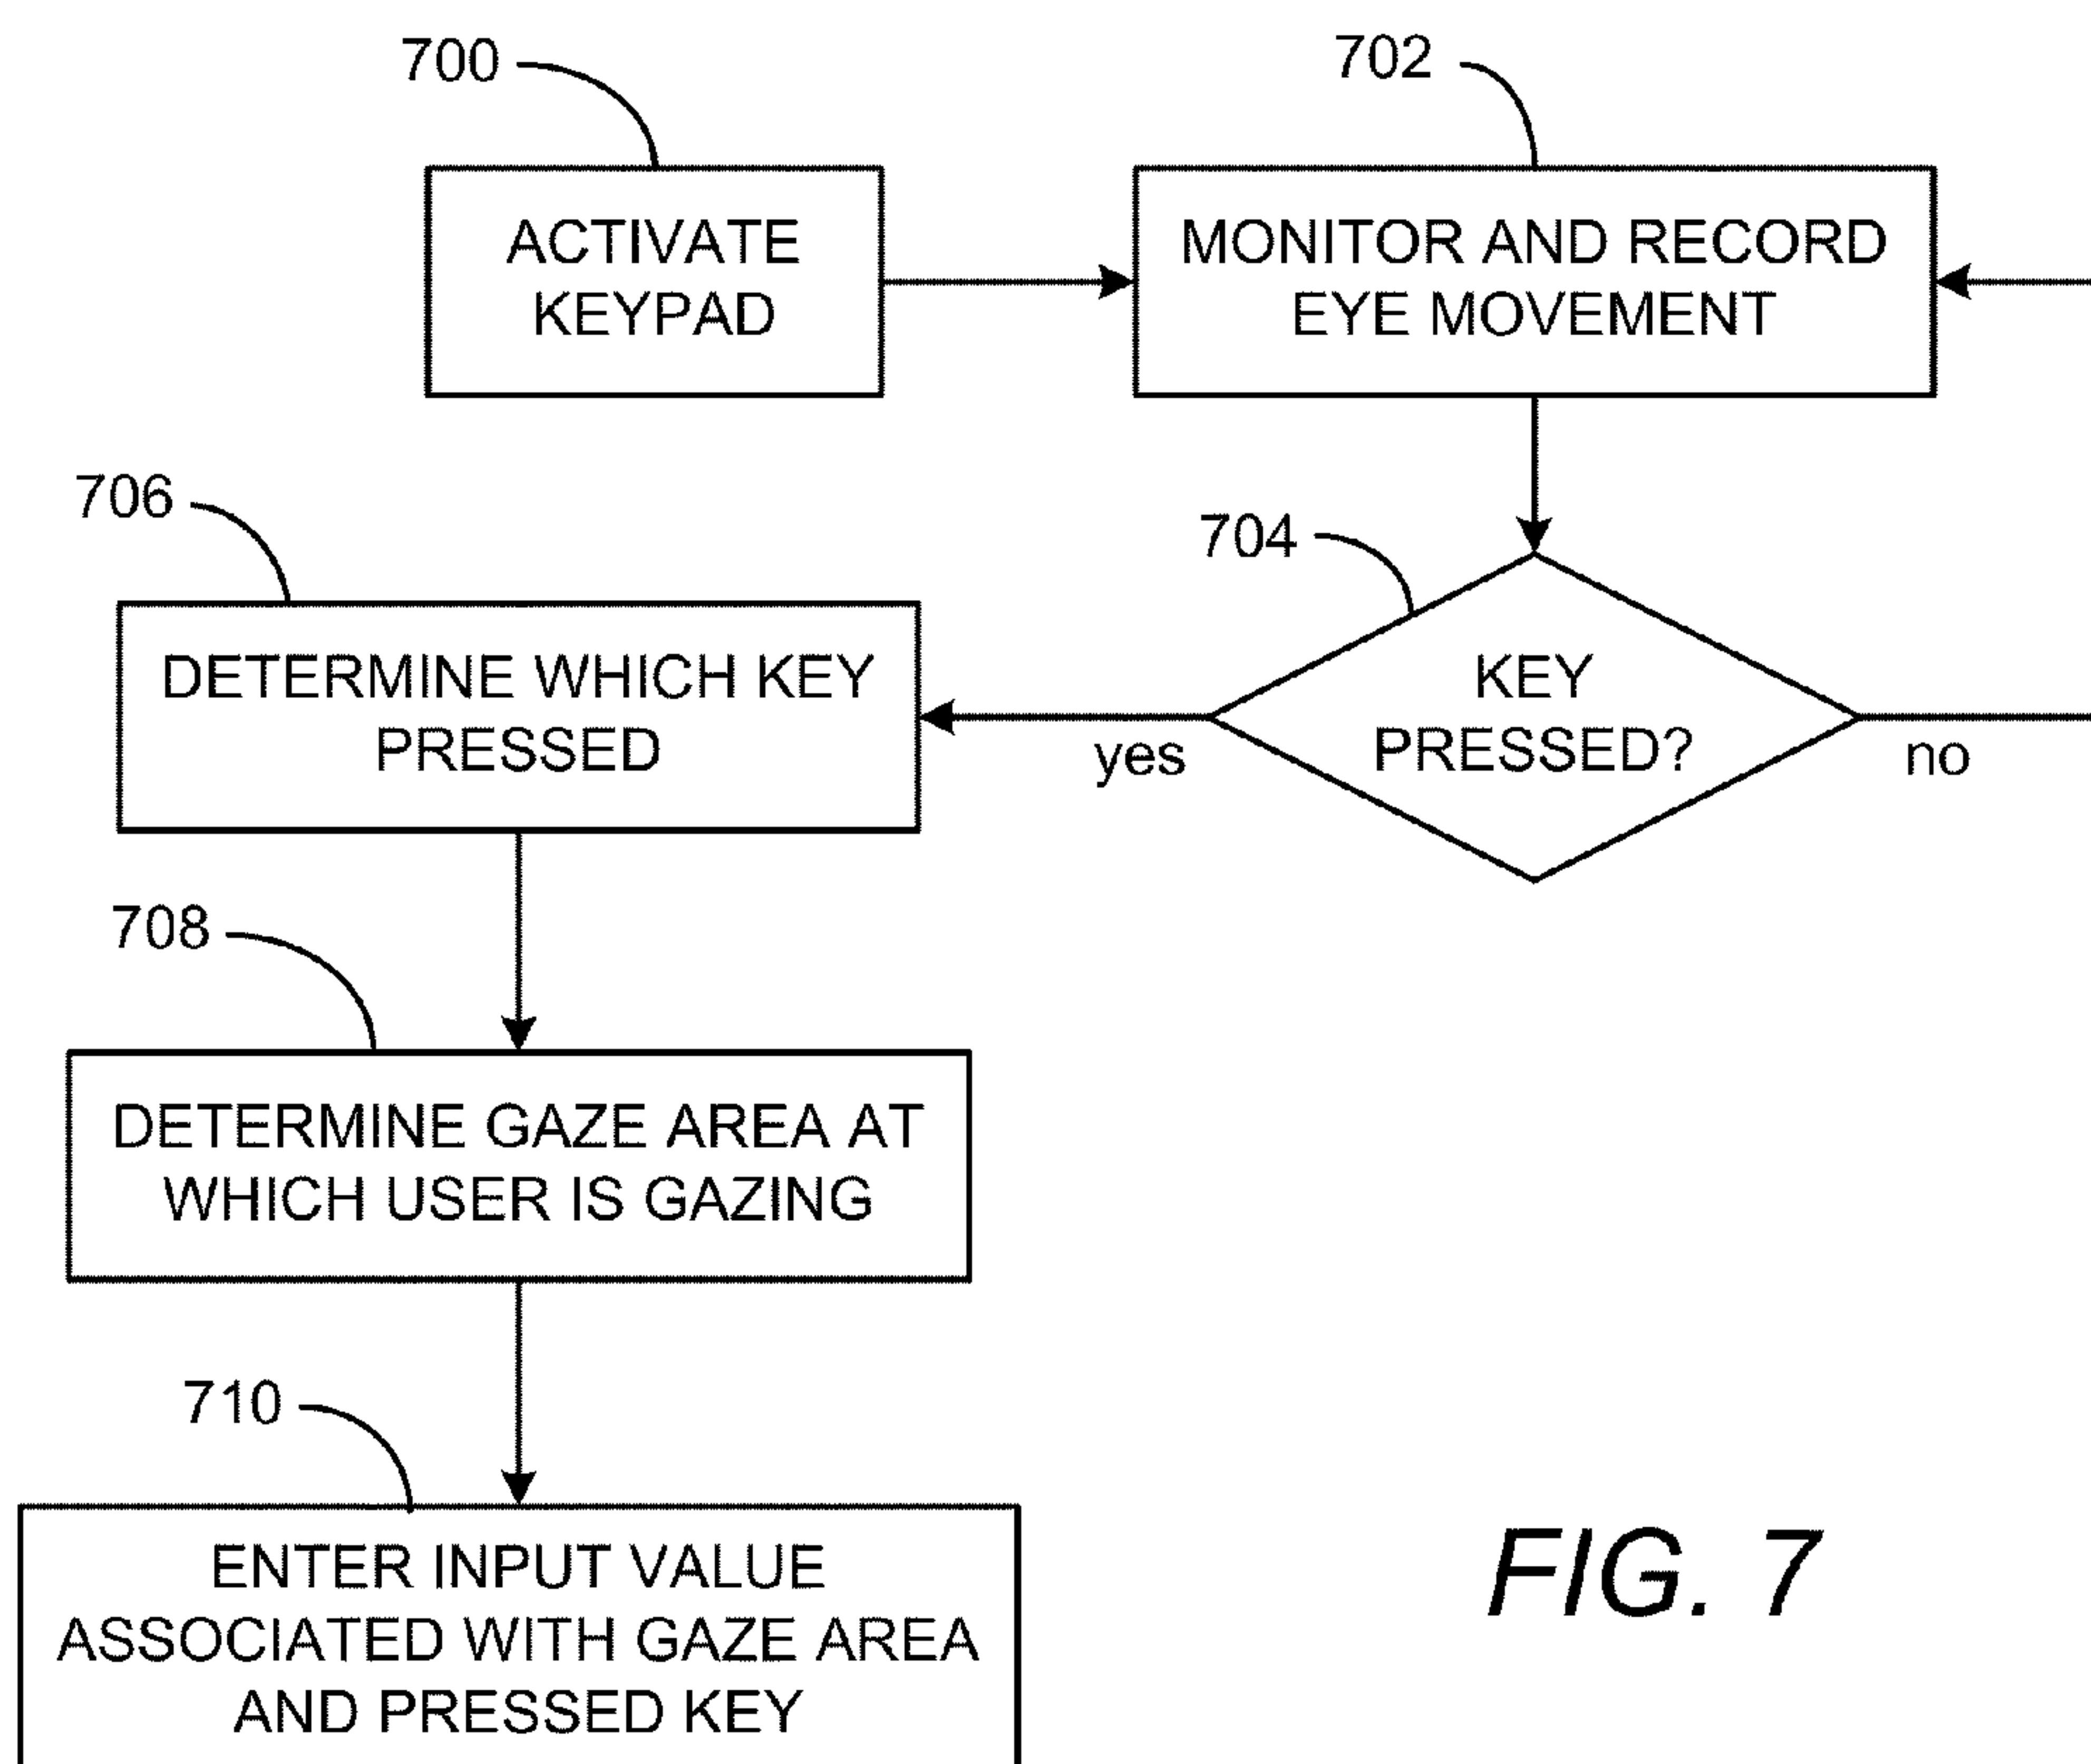 700
702
ACTIVATE
KEYPAD
MONITOR AND RECORD
EYE MOVEMENT
706
704
DETERMINE WHICH KEY
PRESSED
KEY
PRESSED?
yes
no
708
DETERMINE GAZE AREA AT
WHICH USER IS GAZING
710
ENTER INPUT VALUE
ASSOCIATED WITH GAZE AREA
AND PRESSED KEY
FIG. 7